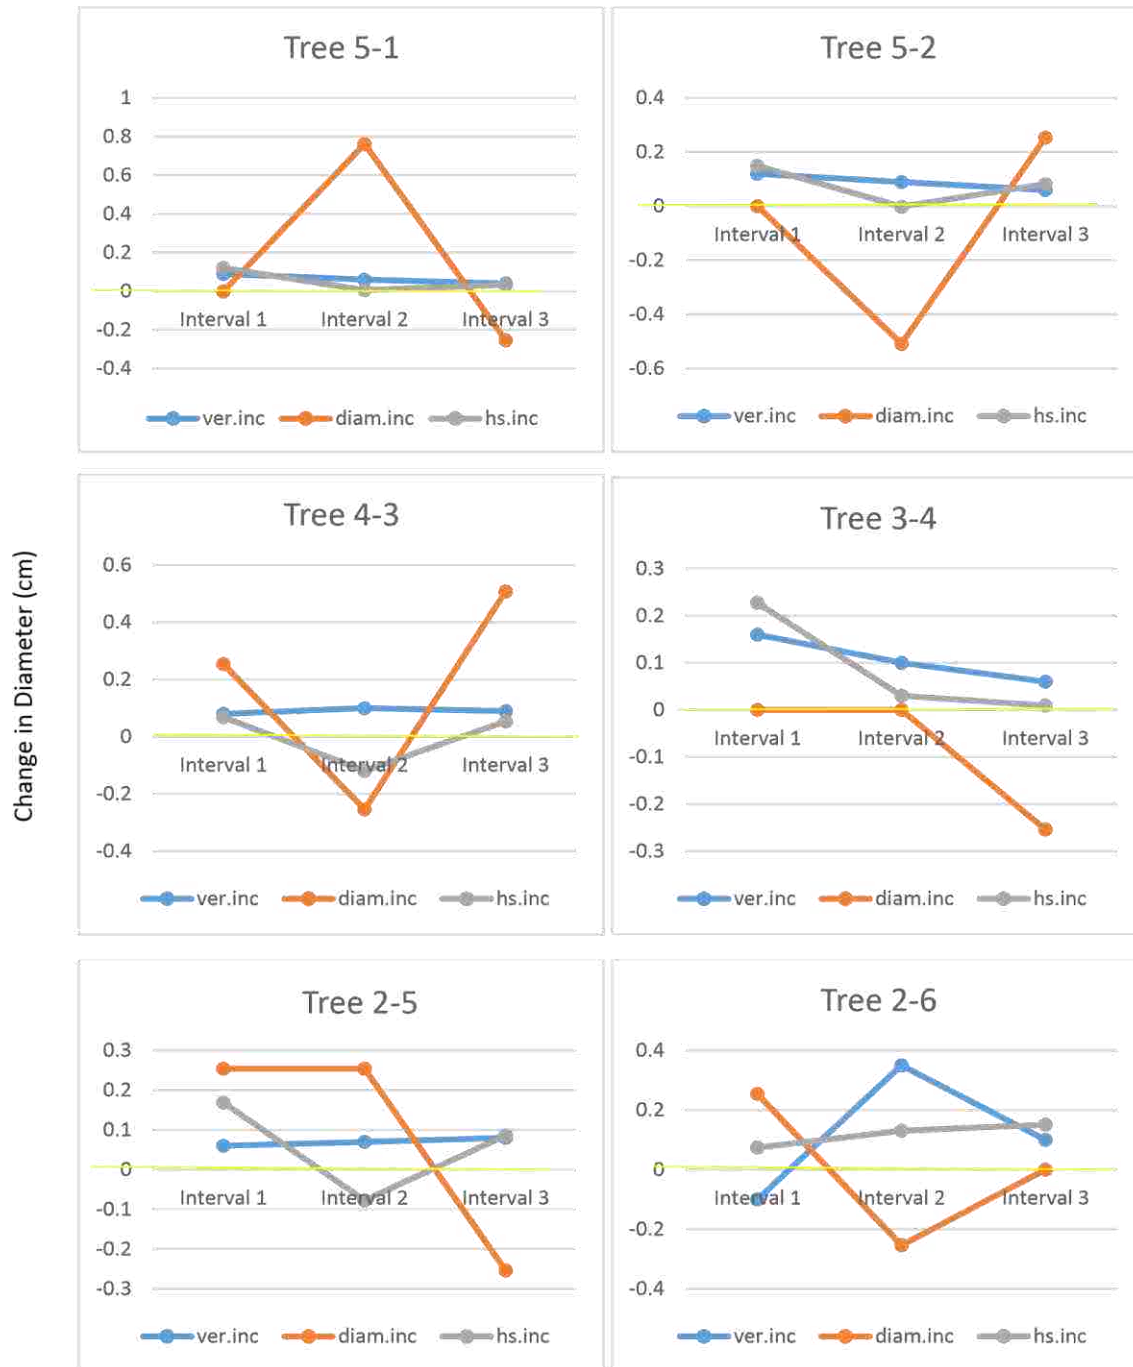 Change in Diameter (cm)
Tree 5-1
1
0.8
0.6
0.4
0.2
0
-0.2
-0.4
Interval 1 Interval 2 Interval 3
ver.inc diam.inc hs.inc
Tree 5-2
0.4
0.2
0
-0.2
-0.4
-0.6
Interval 1 Interval 2 Interval 3
ver.inc diam.inc hs.inc
Tree 4-3
0.6
0.4
0.2
0
-0.2
-0.4
Interval 1 Interval 2 Interval 3
ver.inc diam.inc hs.inc
Tree 3-4
0.3
0.2
0.1
0
-0.1
-0.2
-0.3
Interval 1 Interval 2 Interval 3
ver.inc diam.inc hs.inc
Tree 2-5
0.3
0.2
0.1
0
-0.1
-0.2
-0.3
Interval 1 Interval 2 Interval 3
ver.inc diam.inc hs.inc
Tree 2-6
0.4
0.2
0
-0.2
-0.4
Interval 1 Interval 2 Interval 3
ver.inc diam.inc hs.inc